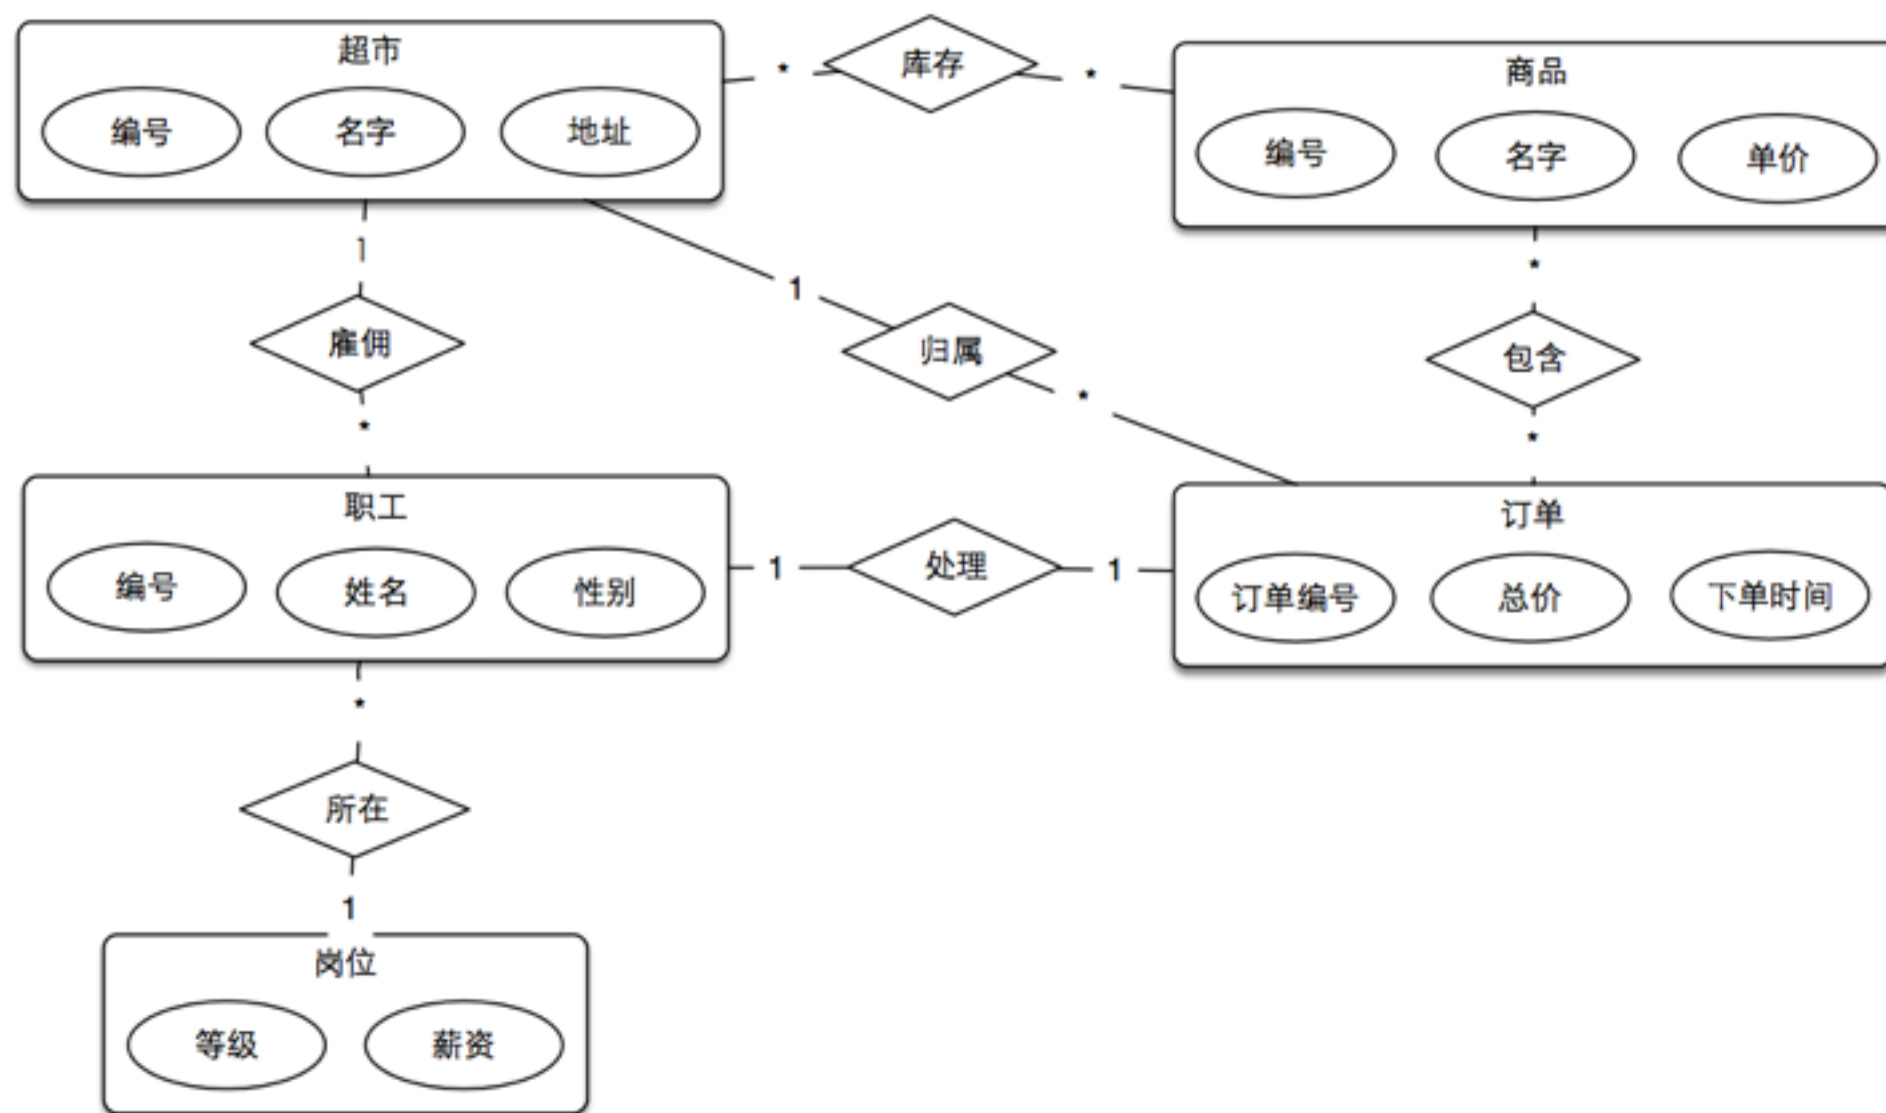 超市
编号 名字 地址
* 库存 *
商品
编号 名字 单价
1
雇佣
*
1 归属 *
*
包含
*
职工
编号 姓名 性别
1 处理 1
订单
订单编号 总价 下单时间
*
所在
1
岗位
等级 薪资